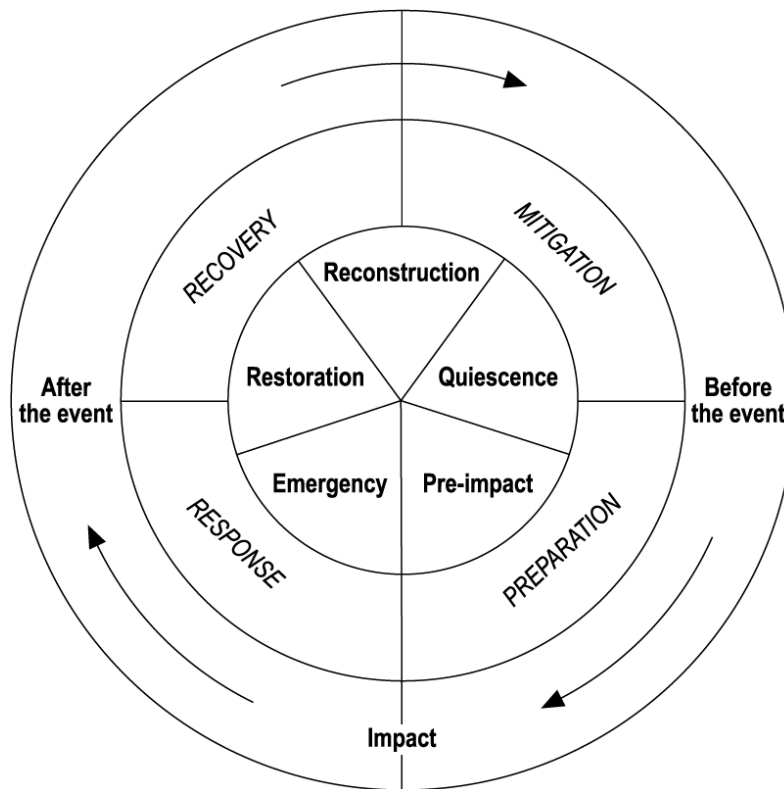 RECOVERY
MITIGATION
Reconstruction
Restoration
Quiescence
After
the event
Before
the event
Emergency
Pre-impact
RESPONSE
PREPARATION
Impact